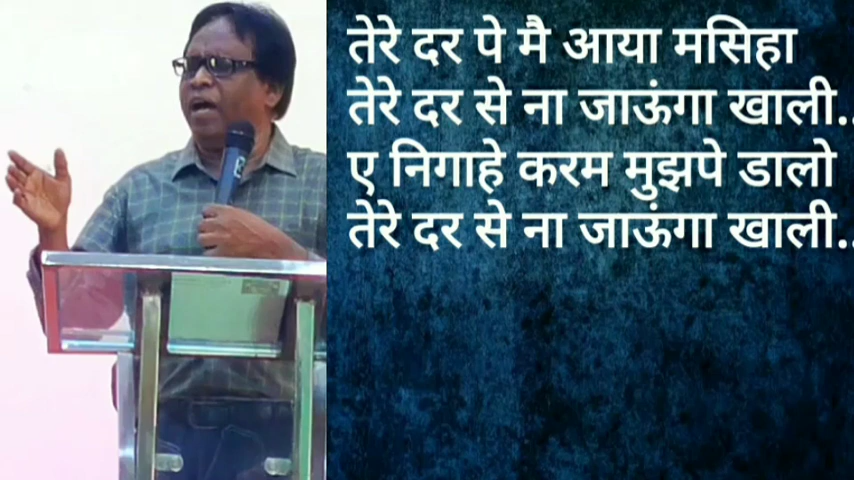 तेरे दर पे मै आया मसिहा
तेरे दर से ना जाऊंगा खाली..
ए निगाहे करम मुझपे डालो
तेरे दर से ना जाऊंगा खाली..